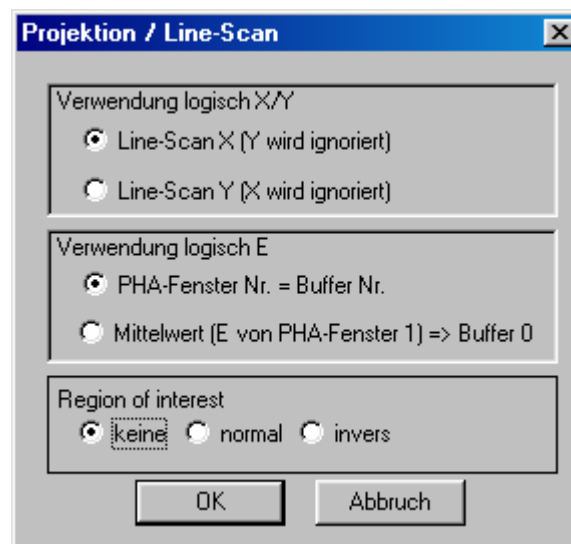 Projektion / Line-Scan
Verwendung logisch X/Y
Line-Scan X (Y wird ignoriert)
Line-Scan Y (X wird ignoriert)
Verwendung logisch E
PHA-Fenster Nr. = Buffer Nr.
Mittelwert (E von PHA-Fenster 1) => Buffer 0
Region of interest
keine normal invers
OK Abbruch